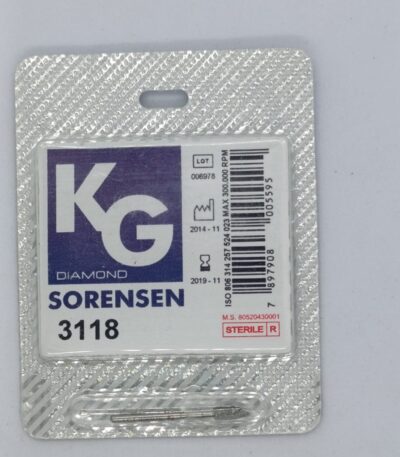 KG
DIAMOND
SORENSEN
3118
LOT
006978
2014 - 11
2019 - 11
ISO 806 314 257 524 023 MAX 300.000 RPM
7 897908 005595
M.S. 80520430001
STERILE R